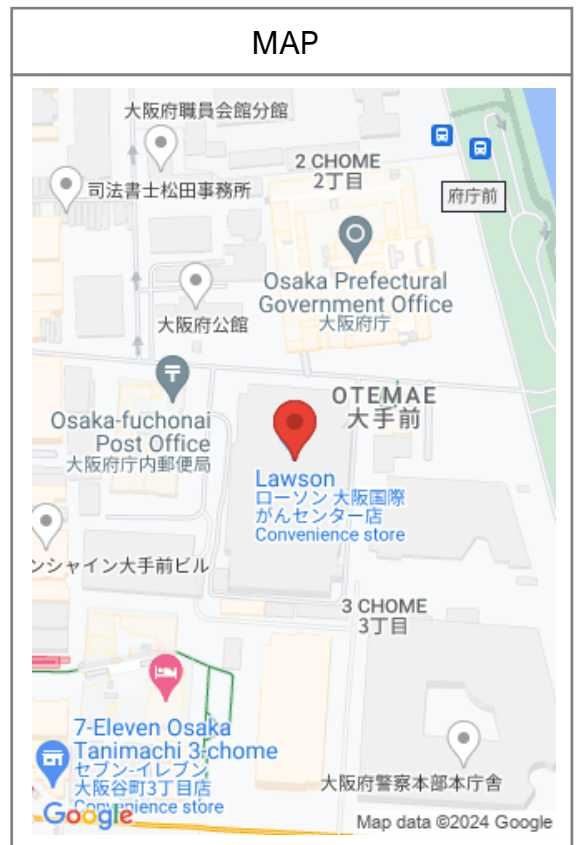 MAP
大阪府職員会館分館
2 CHOME
2丁目
司法書士松田事務所
府庁前
Osaka Prefectural
Government Office
大阪府庁
大阪府公館
OTEMAE
大手前
Osaka-fuchonai
Post Office
大阪府庁内郵便局
Lawson
ローソン 大阪国際
がんセンター店
Convenience store
ンシャイン大手前ビル
3 CHOME
3丁目
7-Eleven Osaka
Tanimachi 3-chome
セブン-イレブン
大阪谷町3丁目店
Convenience store
大阪府警察本部本庁舎
Google
Map data ©2024 Google